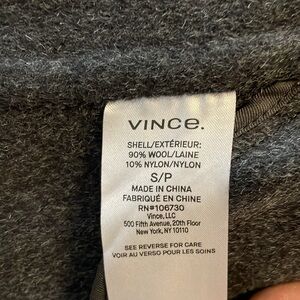 VINCE.
SHELL/EXTÉRIEUR:
90% WOOL/LAINE
10% NYLON/NYLON
S/P
MADE IN CHINA
FABRIQUÉ EN CHINE
RN#106730
Vince, LLC
500 Fifth Avenue, 20th Floor
New York, NY 10110
SEE REVERSE FOR CARE
VOIR AU VERSO POUR LES SOINS